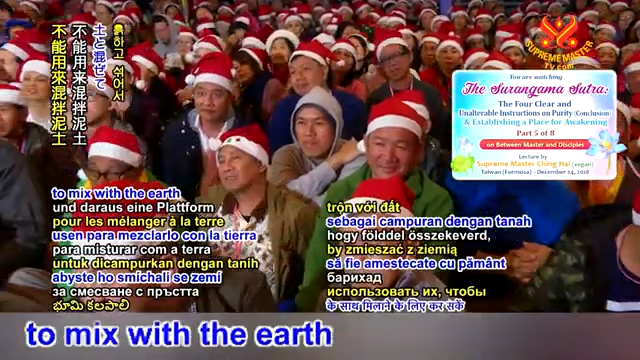 흙하고 섞어서
土と混ぜて
不能用來混拌泥土
不能用来混拌泥土
SUPREME MASTER
TV.com
You are watching
The Surangama Sutra:
The Four Clear and
Unalterable Instructions on Purity (Conclusion)
& Establishing a Place for Awakening
Part 5 of 8
on Between Master and Disciples
Lecture by
Supreme Master Ching Hai (vegan)
Taiwan (Formosa) - December 24, 2018
to mix with the earth
und daraus eine Plattform
pour les mélanger à la terre
usen para mezclarlo con la tierra
para misturar com a terra
untuk dicampurkan dengan tanih
abyste ho smíchali se zemí
за смесване с пръстта
భూమి కలపాలి
trộn với đất
sebagai campuran dengan tanah
hogy földdel összekeverd,
by zmieszać z ziemią
să fie amestecate cu pământ
барихад
использовать их, чтобы
के साथ मिलाने के लिए कर सकें
to mix with the earth